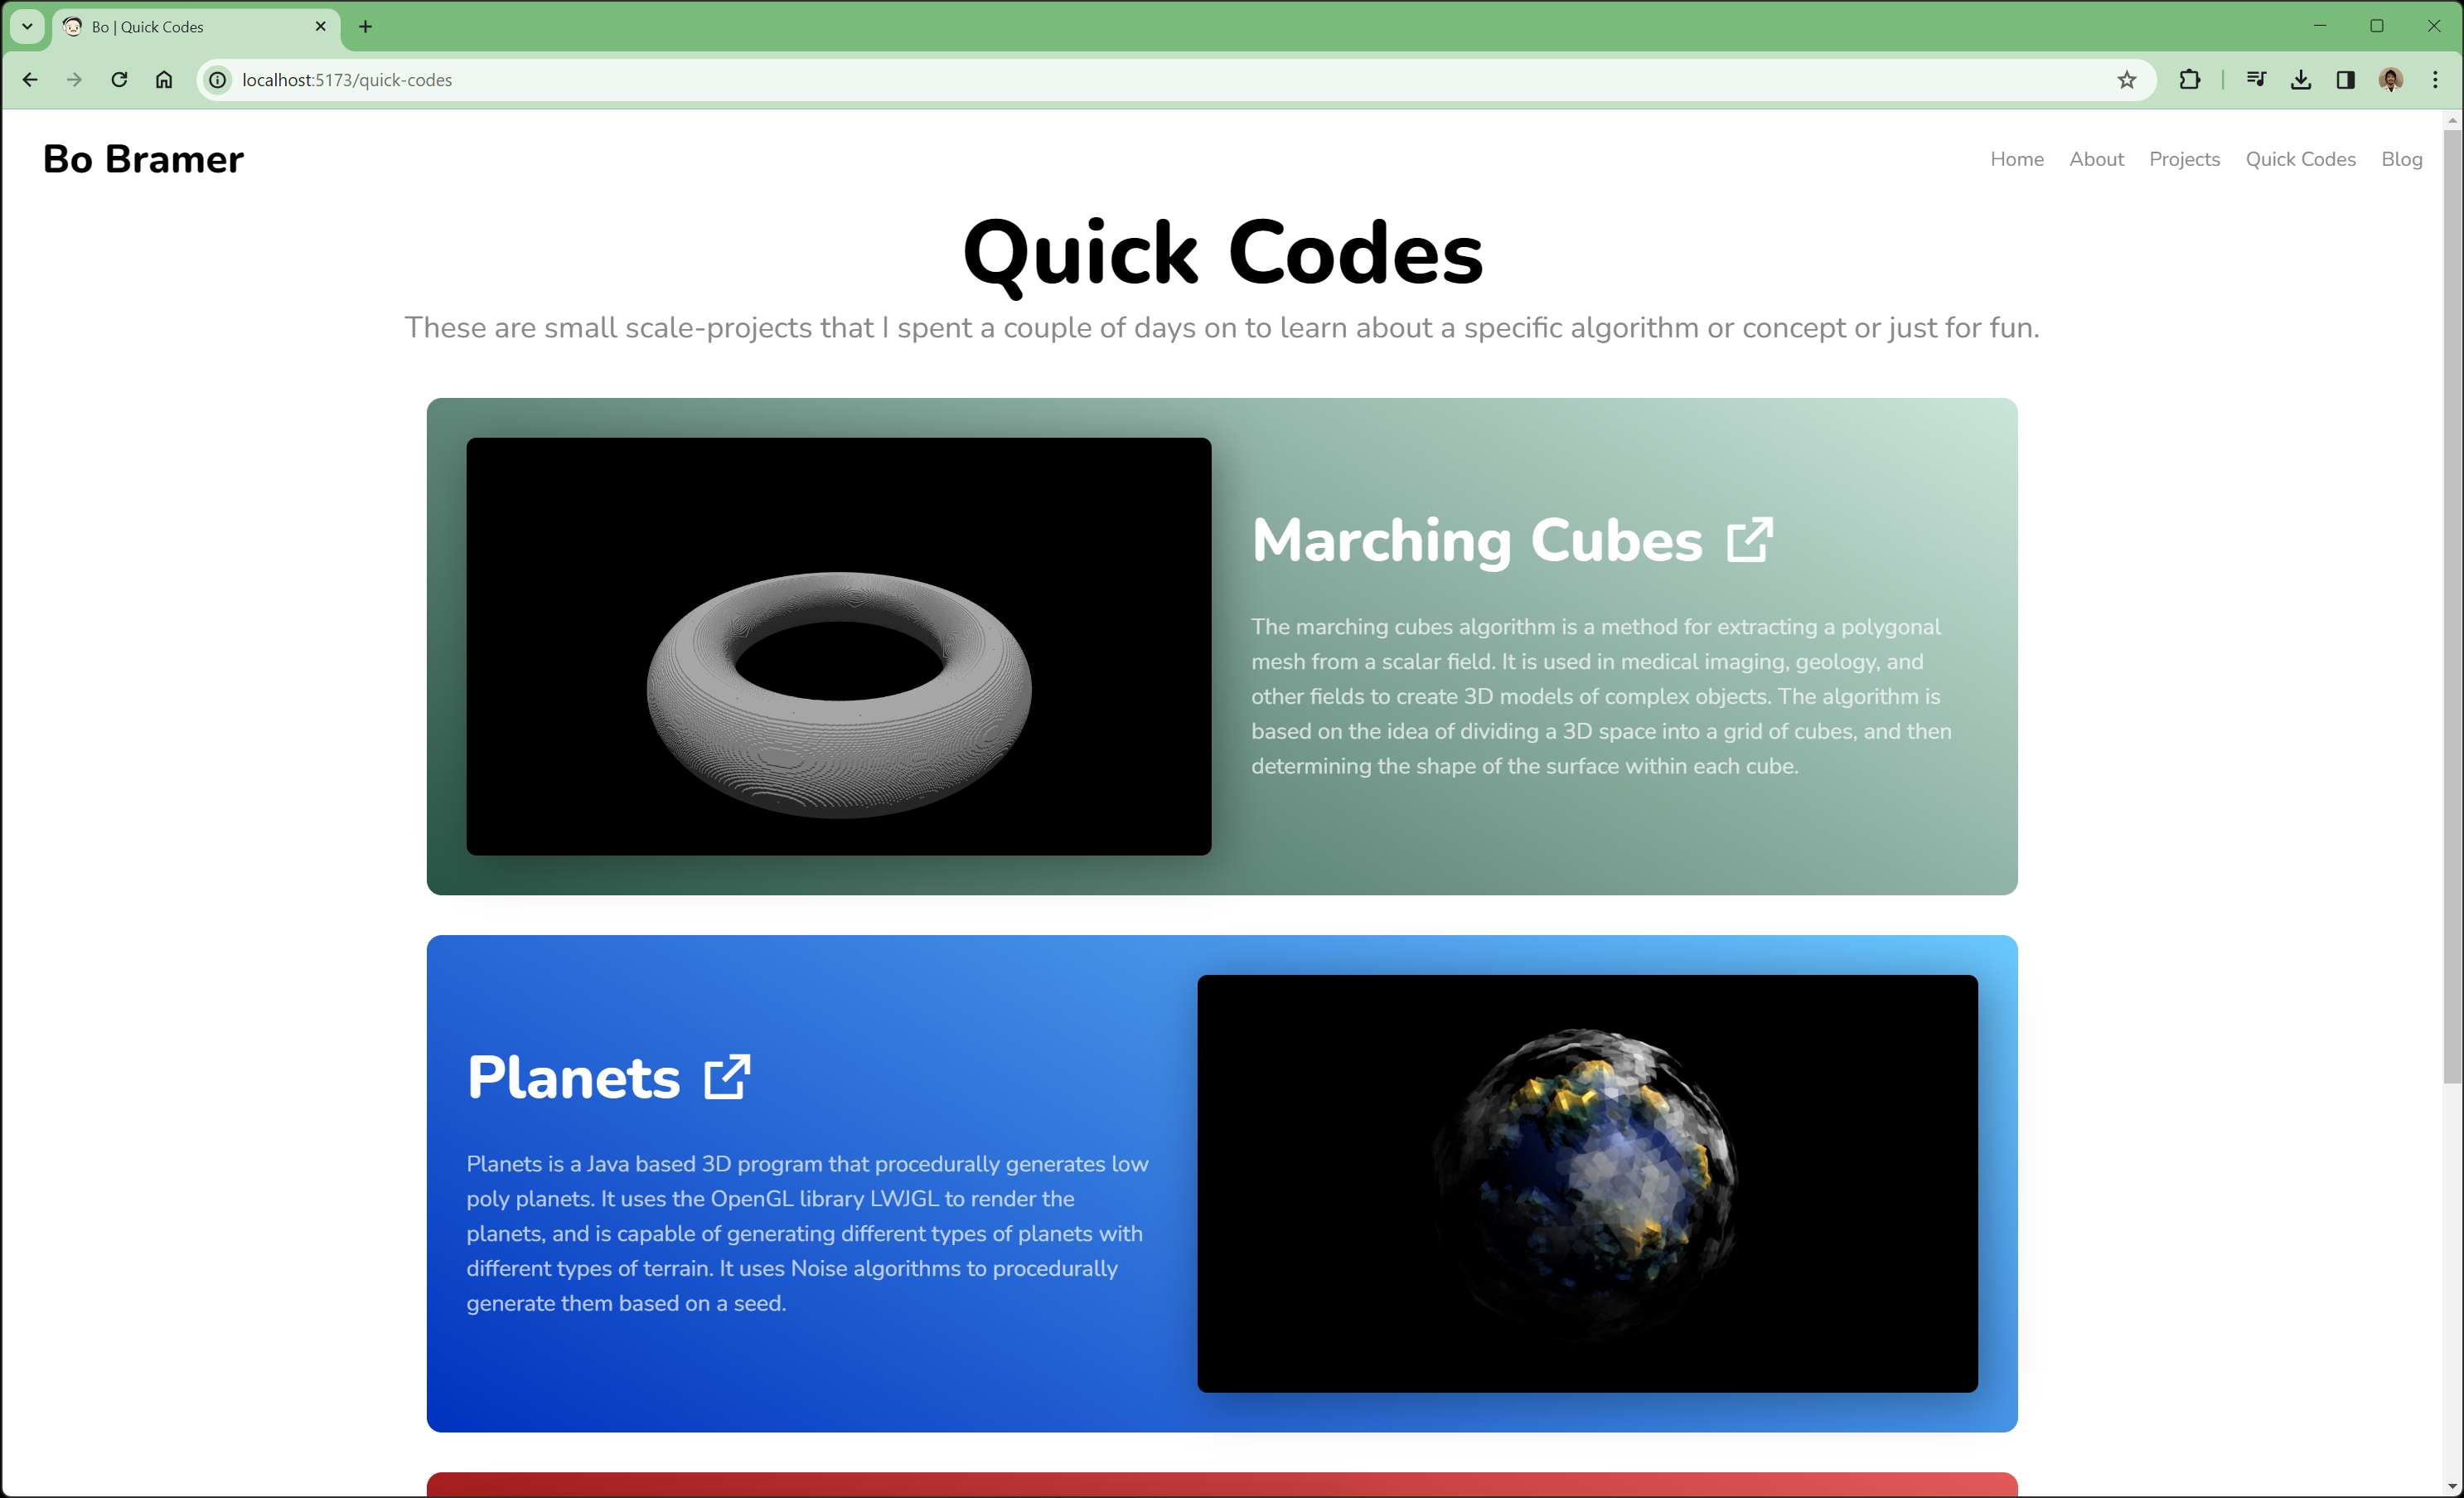 Bo | Quick Codes
localhost:5173/quick-codes
Bo Bramer
Home About Projects Quick Codes Blog
Quick Codes
These are small scale-projects that I spent a couple of days on to learn about a specific algorithm or concept or just for fun.
Marching Cubes
The marching cubes algorithm is a method for extracting a polygonal
mesh from a scalar field. It is used in medical imaging, geology, and
other fields to create 3D models of complex objects. The algorithm is
based on the idea of dividing a 3D space into a grid of cubes, and then
determining the shape of the surface within each cube.
Planets
Planets is a Java based 3D program that procedurally generates low
poly planets. It uses the OpenGL library LWJGL to render the
planets, and is capable of generating different types of planets with
different types of terrain. It uses Noise algorithms to procedurally
generate them based on a seed.